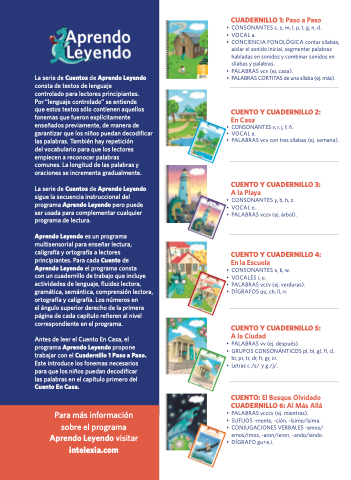 Aprendo
Leyendo
La serie de Cuentos de Aprendo Leyendo
consta de textos de lenguaje
controlado para lectores principiantes.
Por "lenguaje controlado" se entiende
que estos textos sólo contienen aquellos
fonemas que fueron explícitamente
enseñados previamente, de manera de
garantizar que los niños puedan decodificar
las palabras. También hay repetición
del vocabulario para que los lectores
empiecen a reconocer palabras
comunes. La longitud de las palabras y
oraciones se incrementa gradualmente.
La serie de Cuentos de Aprendo Leyendo
sigue la secuencia instruccional del
programa Aprendo Leyendo pero puede
ser usada para complementar cualquier
programa de lectura.
Aprendo Leyendo es un programa
multisensorial para enseñar lectura,
caligrafía y ortografía a lectores
principiantes. Para cada Cuento de
Aprendo Leyendo el programa consta
con un cuadernillo de trabajo que incluye
actividades de lenguaje, fluidez lectora,
gramática, semántica, comprensión lectora,
ortografía y caligrafía. Los números en
el ángulo superior derecho de la primera
página de cada capítulo refieren al nivel
correspondiente en el programa.
Antes de leer el Cuento En Casa, el
programa Aprendo Leyendo propone
trabajar con el Cuadernillo 1 Paso a Paso.
Este introduce los fonemas necesarios
para que los niños puedan decodificar
las palabras en el capítulo primero del
Cuento En Casa.
Para más información
sobre el programa
Aprendo Leyendo visitar
intelexia.com
CUADERNILLO 1: Paso a Paso
• CONSONANTES c, s, m, l, p, t, g, n, d.
• VOCAL a.
• CONCIENCIA FONOLÓGICA contar sílabas,
aislar el sonido inicial, segmentar palabras
habladas en sonidos y combinar sonidos en
sílabas y palabras.
• PALABRAS vcv (ej. casa).
• PALABRAS CORTITAS de una sílaba (ej. más).
CUENTO Y CUADERNILLO 2:
En Casa
• CONSONANTES v, r, j, f, ñ.
• VOCAL e.
• PALABRAS vcv con tres sílabas (ej. semana).
CUENTO Y CUADERNILLO 3:
A la Playa
• CONSONANTES y, b, h, z.
• VOCAL o.
• PALABRAS vccv (ej. árbol).
CUENTO Y CUADERNILLO 4:
En la Escuela
• CONSONANTES x, k, w.
• VOCALES i, u.
• PALABRAS vccv (ej. verduras).
• DÍGRAFOS qu, ch, ll, rr.
CUENTO Y CUADERNILLO 5:
A la Ciudad
• PALABRAS vv (ej. después).
• GRUPOS CONSONÁNTICOS pl, bl, gl, fl, cl,
br, pr, tr, dr, fr, gr, cr.
• Letras c /s/ y g /j/.
CUENTO: El Bosque Olvidado
CUADERNILLO 6: Al Más Allá
• PALABRAS vcccv (ej. mientras).
• SUFIJOS -mente, -ción, -ísimo/ísima.
• CONJUGACIONES VERBALES -amos/
emos/imos, -aron/ieron, -ando/iendo.
• DÍGRAFO gu+e,i.